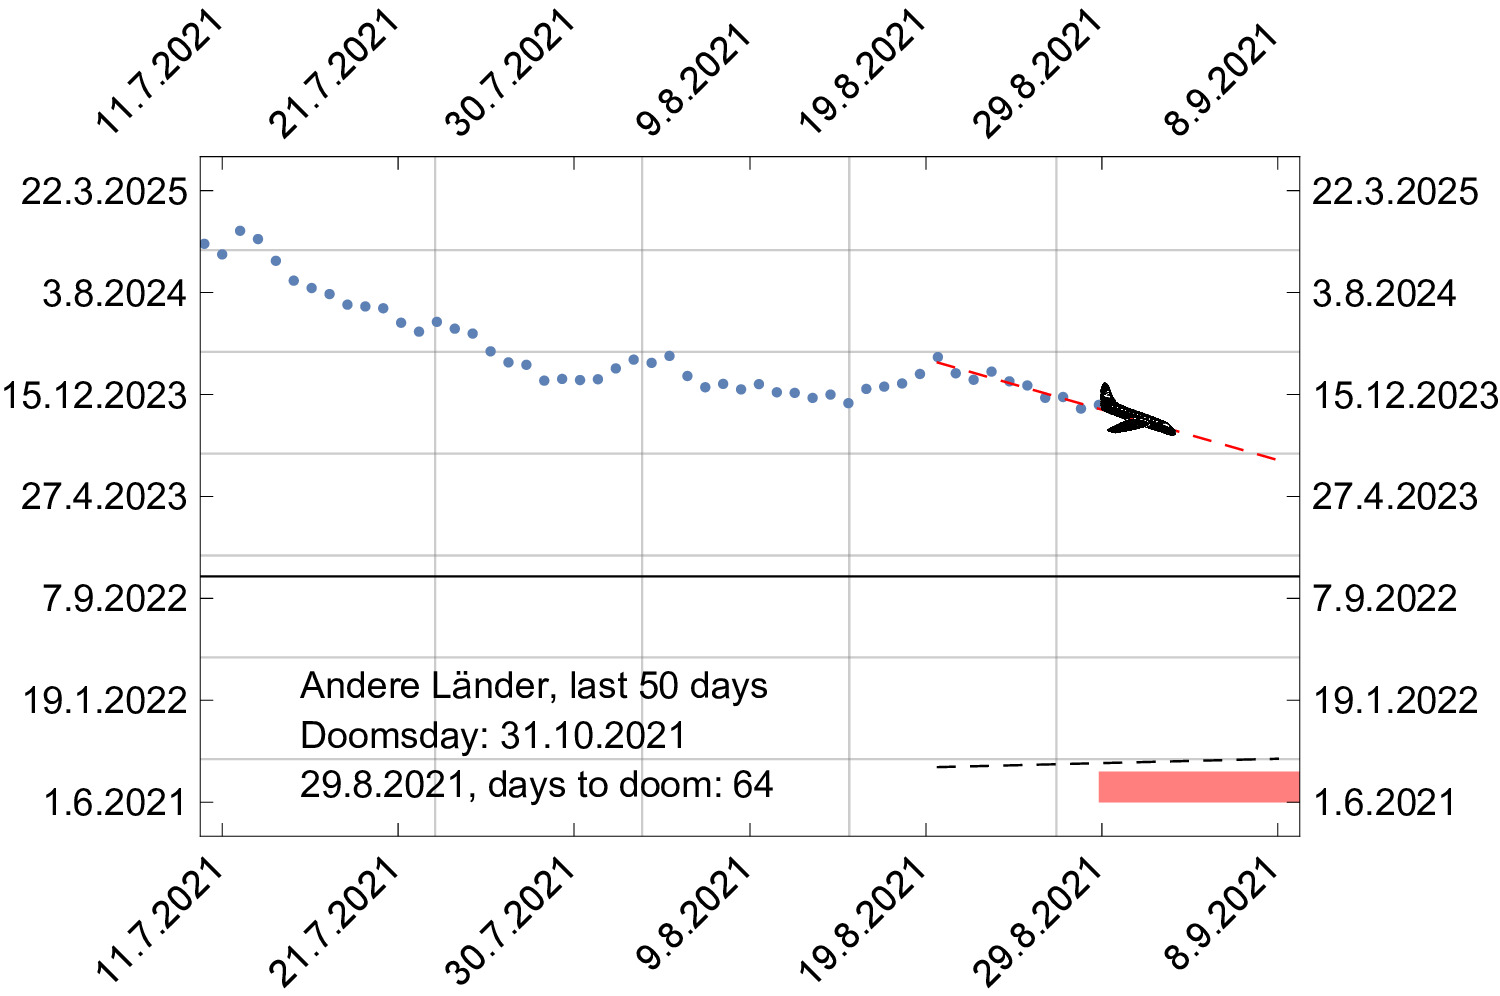 11.7.2021 21.7.2021 30.7.2021 9.8.2021 19.8.2021 29.8.2021 8.9.2021
22.3.2025 22.3.2025
3.8.2024 3.8.2024
15.12.2023 15.12.2023
27.4.2023 27.4.2023
7.9.2022 7.9.2022
Andere Länder, last 50 days
19.1.2022 19.1.2022
Doomsday: 31.10.2021
29.8.2021, days to doom: 64
1.6.2021 1.6.2021
11.7.2021 21.7.2021 30.7.2021 9.8.2021 19.8.2021 29.8.2021 8.9.2021